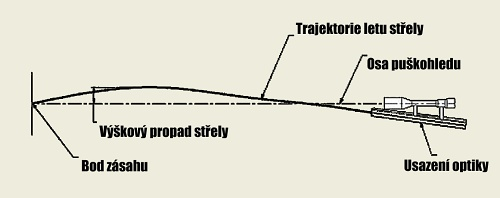 Trajektorie letu střely
Osa puškohledu
Výškový propad střely
Bod zásahu
Usazení optiky